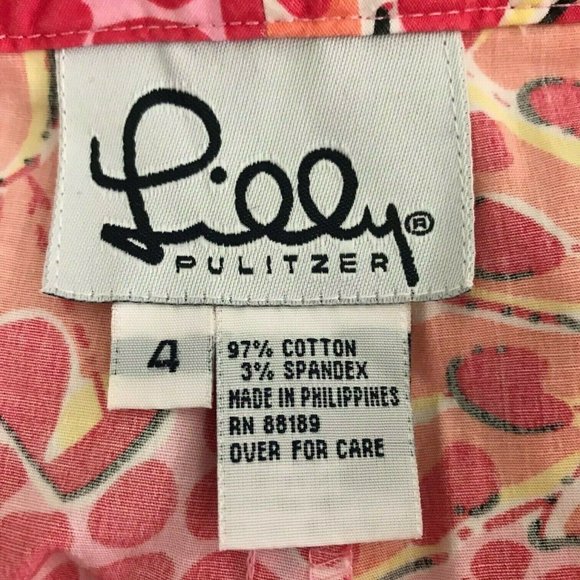 Lilly®
PULITZER
4
97% COTTON
3% SPANDEX
MADE IN PHILIPPINES
RN 88189
OVER FOR CARE